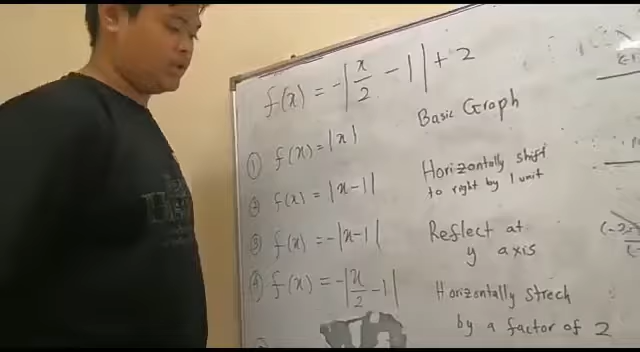 f(x) = -|x/2 - 1| + 2
Basic Graph
① f(x) = |x|
Horizontally shift
to right by 1 unit
② f(x) = |x-1|
Reflect at
y axis
③ f(x) = -|x-1|
Horizontally strech
by a factor of 2
④ f(x) = -|x/2 - 1|